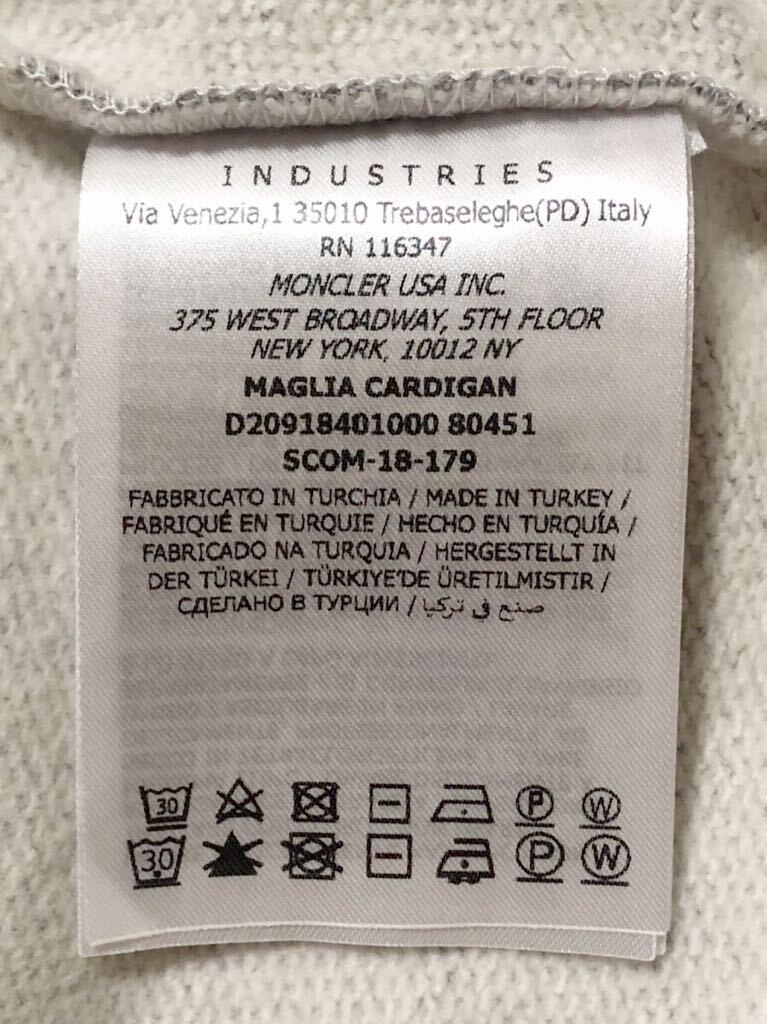 INDUSTRIES
Via Venezia,1 35010 Trebaseleghe(PD) Italy
RN 116347
MONCLER USA INC.
375 WEST BROADWAY, 5TH FLOOR
NEW YORK, 10012 NY
MAGLIA CARDIGAN
D20918401000 80451
SCOM-18-179
FABBRICATO IN TURCHIA / MADE IN TURKEY /
FABRIQUÉ EN TURQUIE / HECHO EN TURQUÍA /
FABRICADO NA TURQUIA / HERGESTELLT IN
DER TÜRKEI / TÜRKIYE'DE ÜRETILMISTIR /
СДЕЛАНО В ТУРЦИИ / صنع في تركيا
30 P W
30 P W